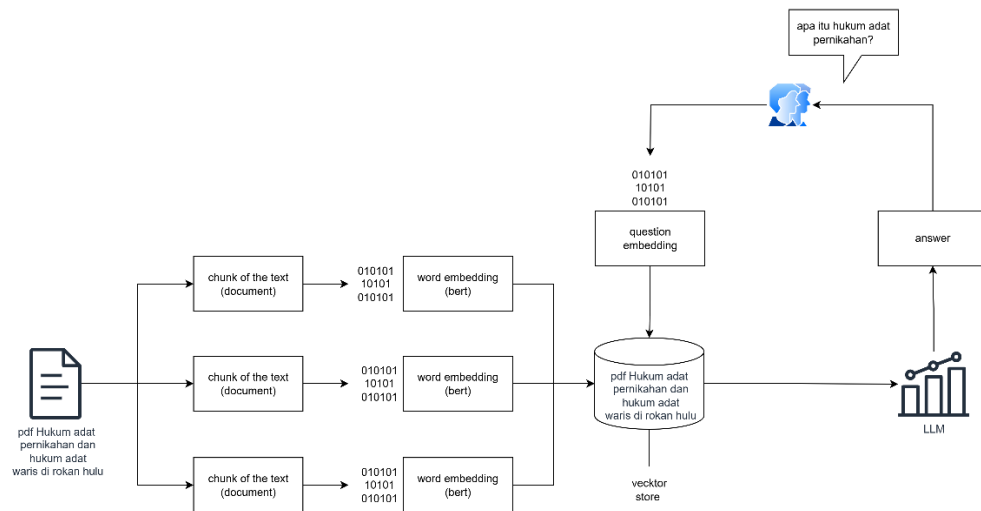 apa itu hukum adat
pernikahan?
010101
10101
010101
question
embedding
answer
chunk of the text
(document)
010101
10101
010101
word embedding
(bert)
chunk of the text
(document)
010101
10101
010101
word embedding
(bert)
chunk of the text
(document)
010101
10101
010101
word embedding
(bert)
pdf Hukum adat
pernikahan dan
hukum adat
waris di rokan hulu
pdf Hukum adat
pernikahan dan
hukum adat
waris di rokan hulu
vecktor
store
LLM